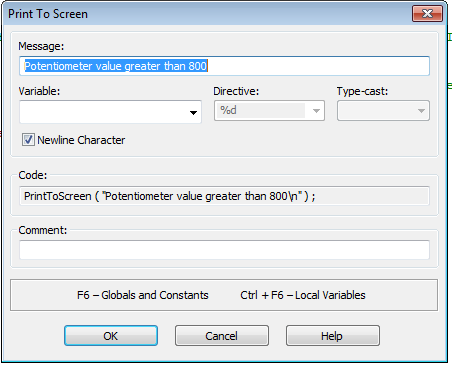 Print To Screen
Message:
Potentiometer value greater than 800
Variable:
Directive:
Type-cast:
%d
Newline Character
Code:
PrintToScreen ( "Potentiometer value greater than 800\n" ) ;
Comment:
F6 – Globals and Constants
Ctrl + F6 – Local Variables
OK
Cancel
Help